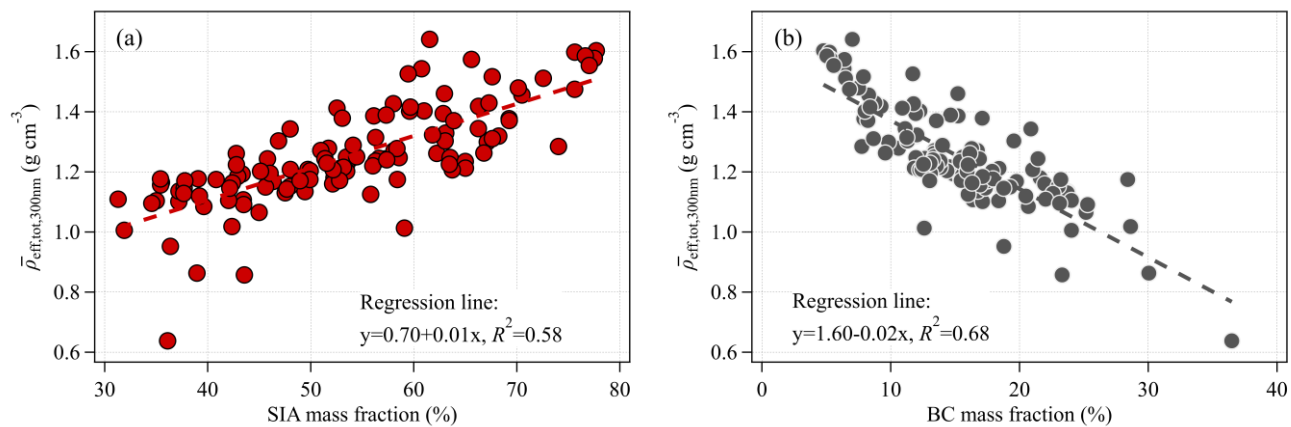 (a)
1.6
1.4
1.2
1.0
0.8
0.6
ρ̄eff,tot,300nm (g cm⁻³)
Regression line:
y=0.70+0.01x, R²=0.58
30 40 50 60 70 80
SIA mass fraction (%)
(b)
1.6
1.4
1.2
1.0
0.8
0.6
ρ̄eff,tot,300nm (g cm⁻³)
Regression line:
y=1.60-0.02x, R²=0.68
0 10 20 30 40
BC mass fraction (%)